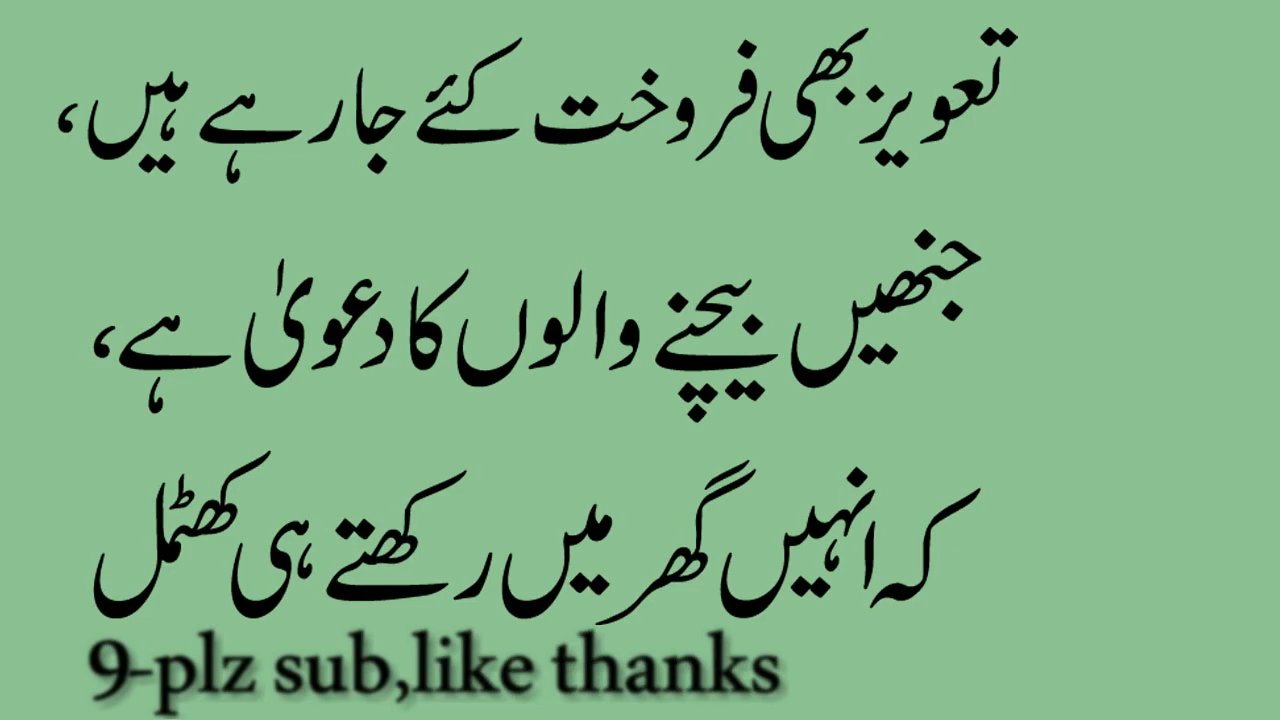 تعویز بھی فروخت کئے جا رہے ہیں،
جنھیں بیچنے والوں کا دعویٰ ہے،
کہ انہیں گھر میں رکھتے ہی کھٹمل
9-plz sub,like thanks